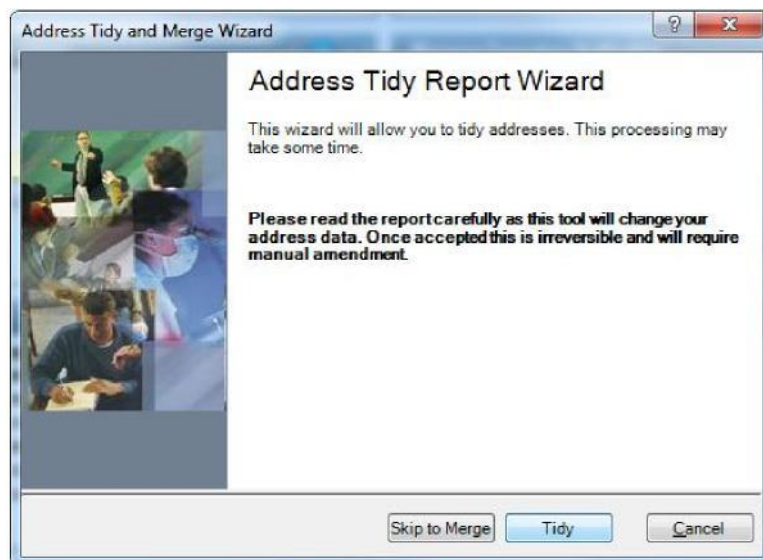 Address Tidy and Merge Wizard
?
Address Tidy Report Wizard
This wizard will allow you to tidy addresses. This processing may
take some time.
Please read the report carefully as this tool will change your
address data. Once accepted this is irreversible and will require
manual amendment.
Skip to Merge
Tidy
Cancel